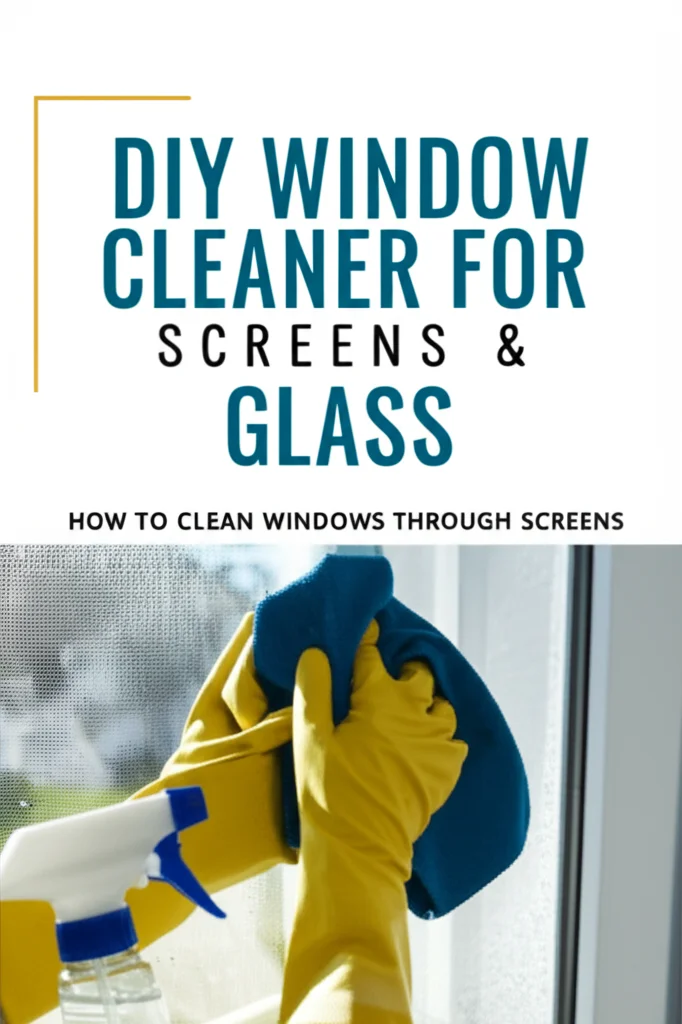 DIY WINDOW
CLEANER FOR
SCREENS &
GLASS
HOW TO CLEAN WINDOWS THROUGH SCREENS